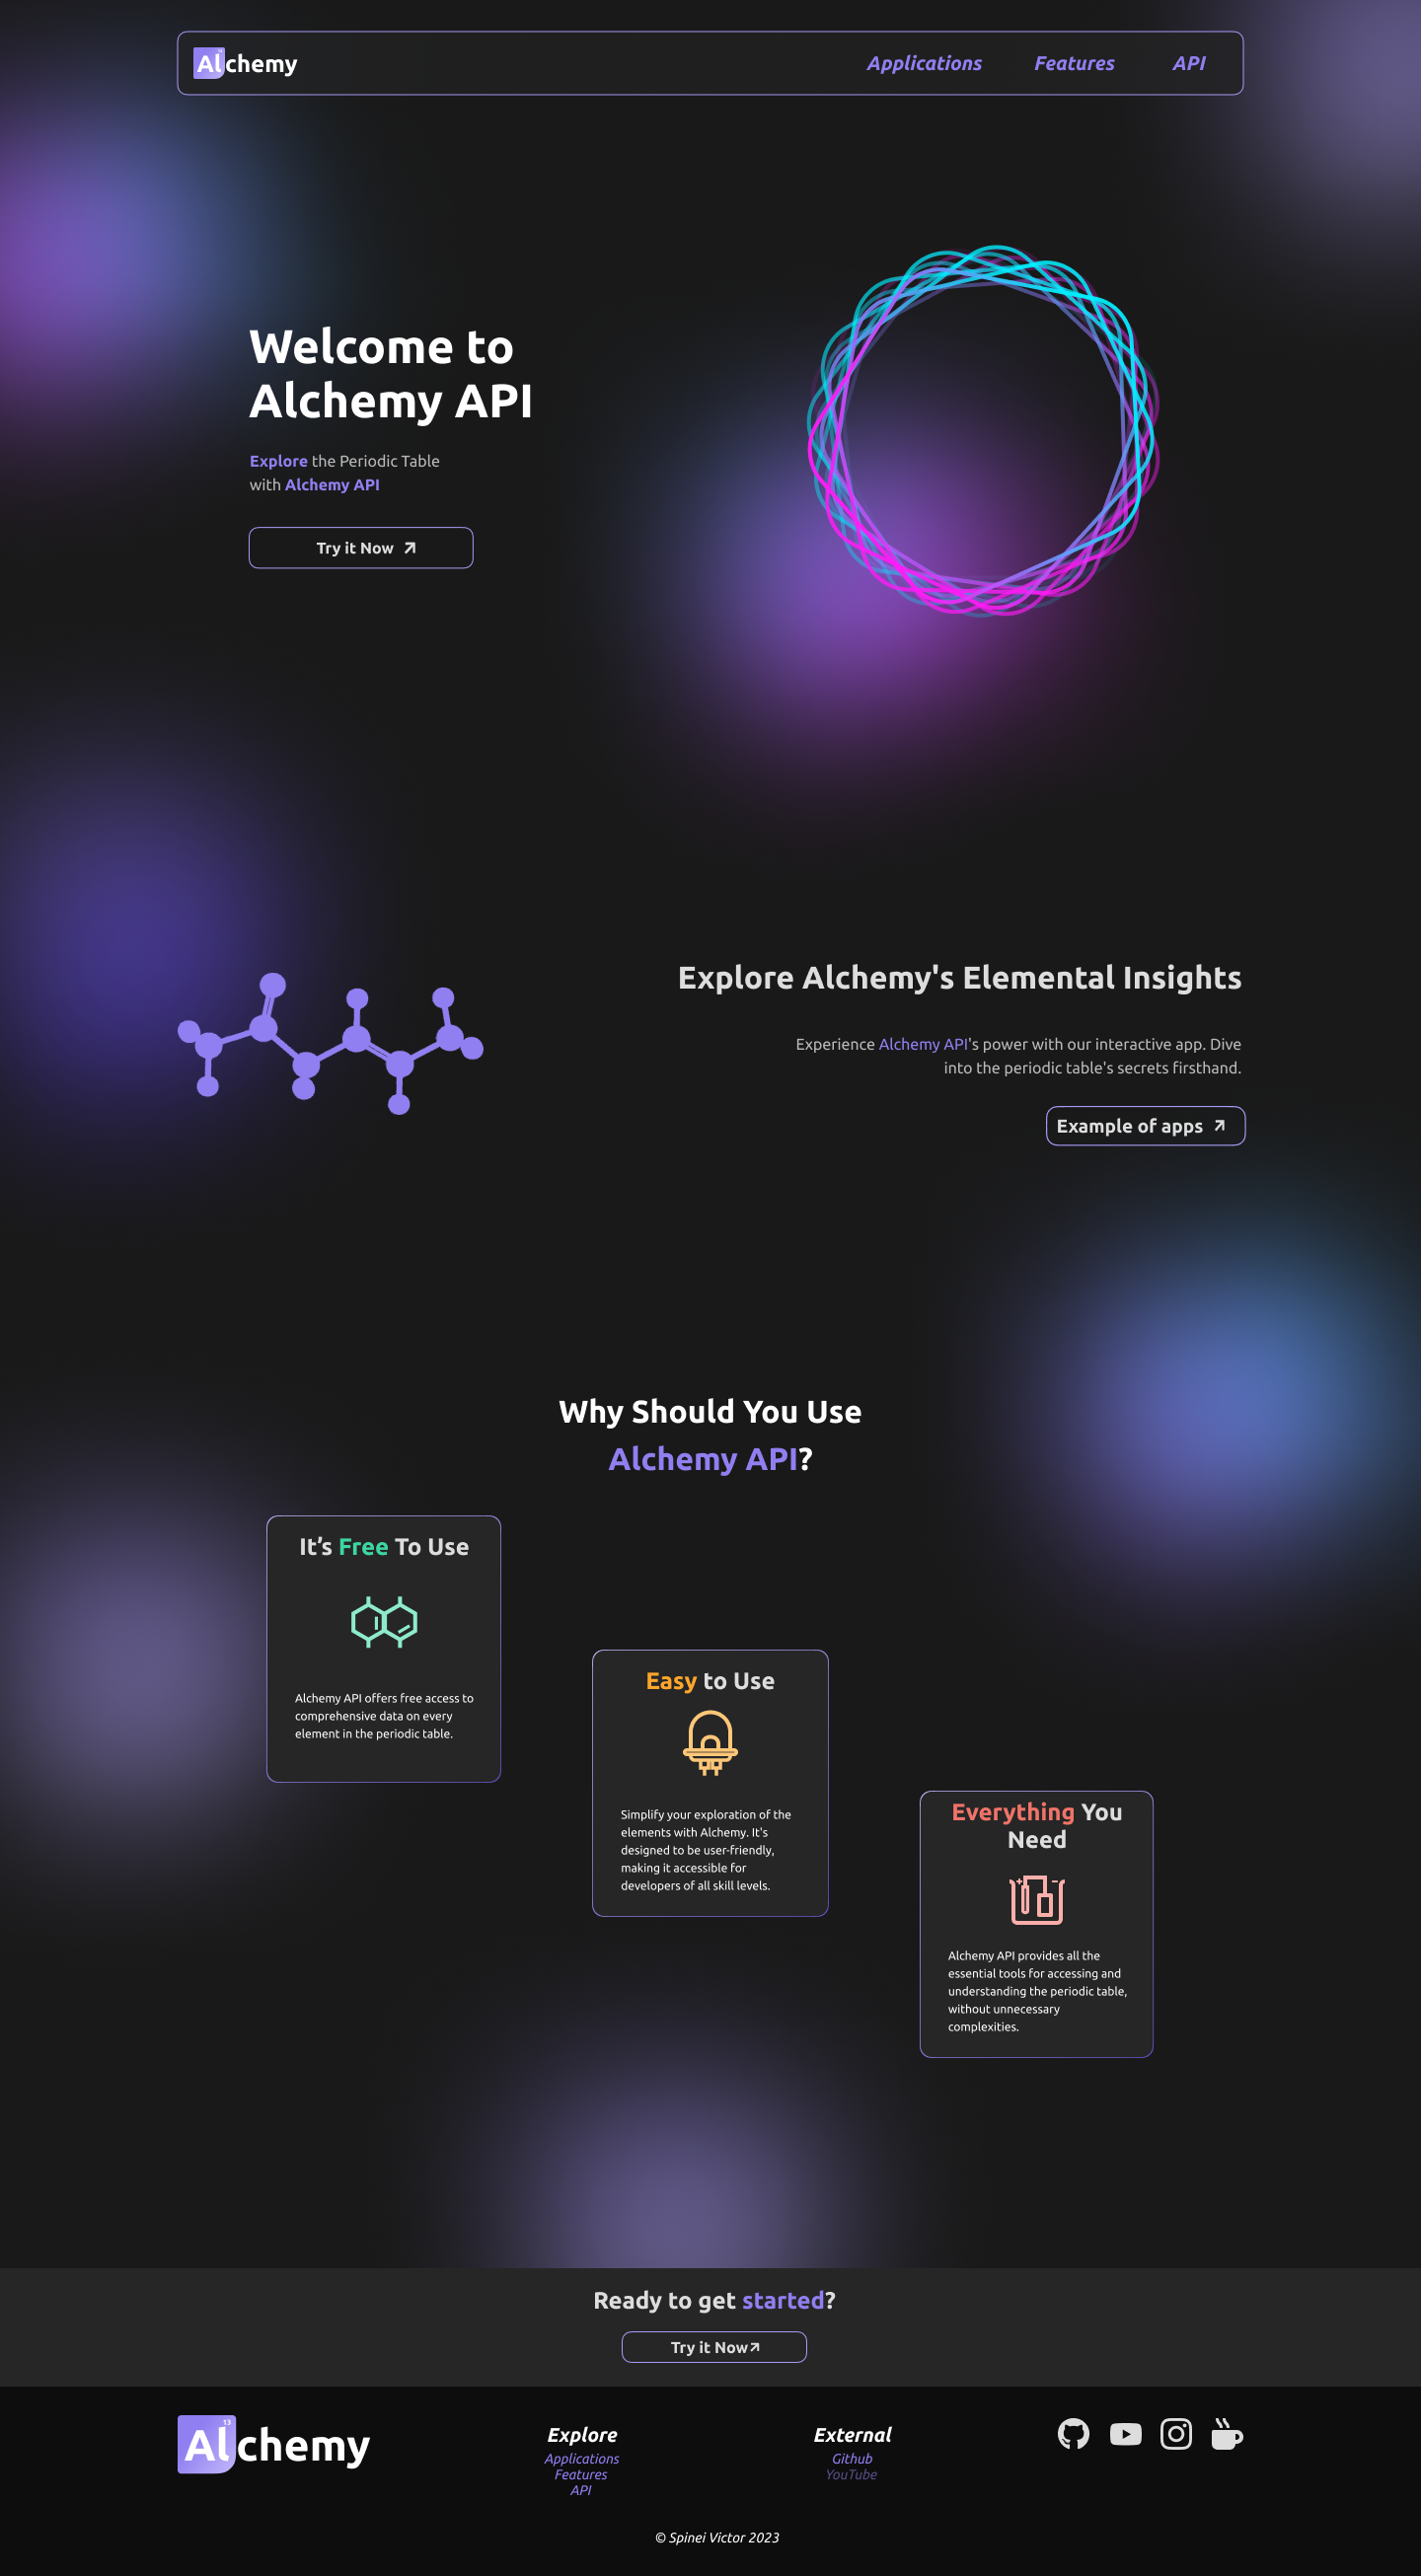 Alchemy
Applications Features API
Welcome to
Alchemy API
Explore the Periodic Table
with Alchemy API
Try it Now
Explore Alchemy's Elemental Insights
Experience Alchemy API's power with our interactive app. Dive
into the periodic table's secrets firsthand.
Example of apps
Why Should You Use
Alchemy API?
It’s Free To Use
Alchemy API offers free access to
comprehensive data on every
element in the periodic table.
Easy to Use
Simplify your exploration of the
elements with Alchemy. It's
designed to be user-friendly,
making it accessible for
developers of all skill levels.
Everything You
Need
Alchemy API provides all the
essential tools for accessing and
understanding the periodic table,
without unnecessary
complexities.
Ready to get started?
Try it Now
13
Alchemy
Explore
Applications
Features
API
External
Github
YouTube
© Spinei Victor 2023